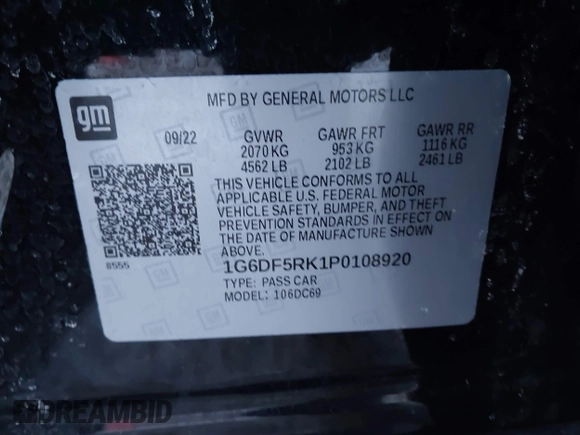 gm
MFD BY GENERAL MOTORS LLC
09/22 GVWR GAWR FRT GAWR RR
2070 KG 953 KG 1116 KG
4562 LB 2102 LB 2461 LB
THIS VEHICLE CONFORMS TO ALL
APPLICABLE U.S. FEDERAL MOTOR
VEHICLE SAFETY, BUMPER, AND THEFT
PREVENTION STANDARDS IN EFFECT ON
THE DATE OF MANUFACTURE SHOWN
ABOVE.
8555
1G6DF5RK1P0108920
TYPE: PASS CAR
MODEL: 106DC69
DREAMBID